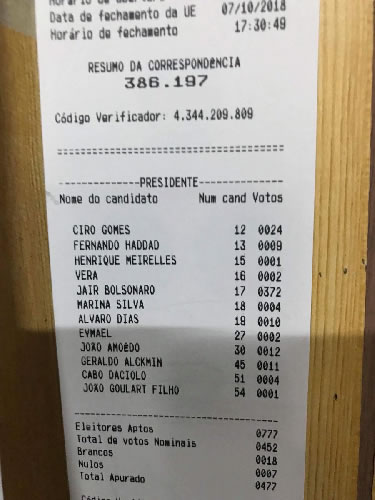 Data de fechamento da UE 07/10/2018
Horário de fechamento 17:30:49
RESUMO DA CORRESPONDêNCIA
386.197
Código Verificador: 4.344.209.809
================================
------------PRESIDENTE------------
Nome do candidato Num cand Votos
CIRO GOMES 12 0024
FERNANDO HADDAD 13 0009
HENRIQUE MEIRELLES 15 0001
VERA 16 0002
JAIR BOLSONARO 17 0372
MARINA SILVA 18 0004
ALVARO DIAS 19 0010
EYMAEL 27 0002
JOÃO AMOêDO 30 0012
GERALDO ALCKMIN 45 0011
CABO DACIOLO 51 0004
JOÃO GOULART FILHO 54 0001
--------------------------------
Eleitores Aptos 0777
Total de votos Nominais 0452
Brancos 0018
Nulos 0007
Total Apurado 0477